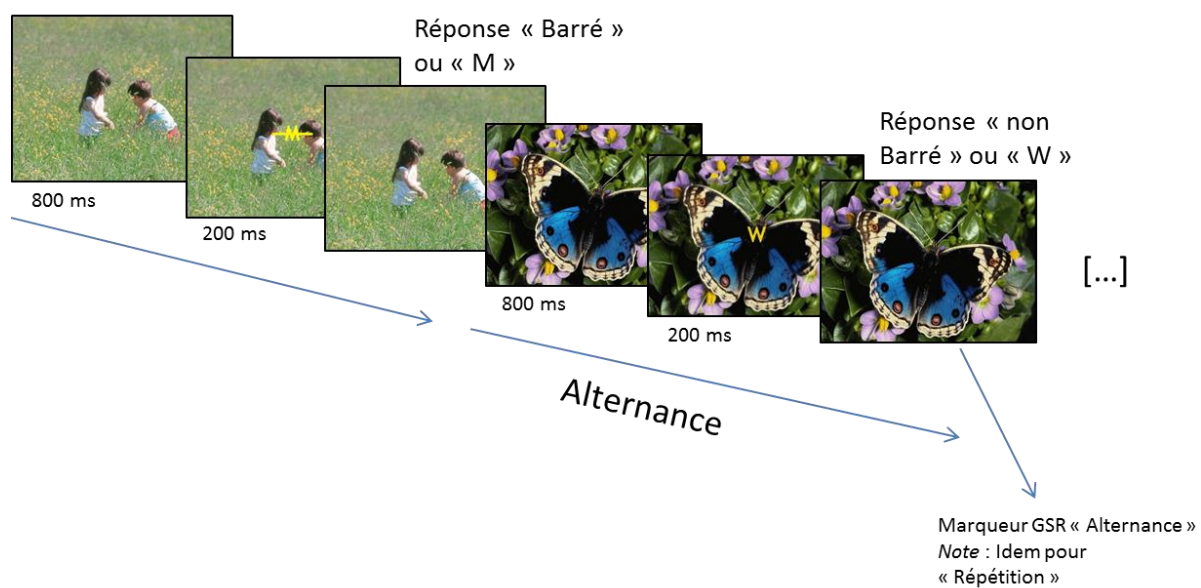 Réponse « Barré »
ou « M »
M
Réponse « non
Barré » ou « W »
W
800 ms
200 ms
800 ms
200 ms
[...]
Alternance
Marqueur GSR « Alternance »
Note : Idem pour
« Répétition »